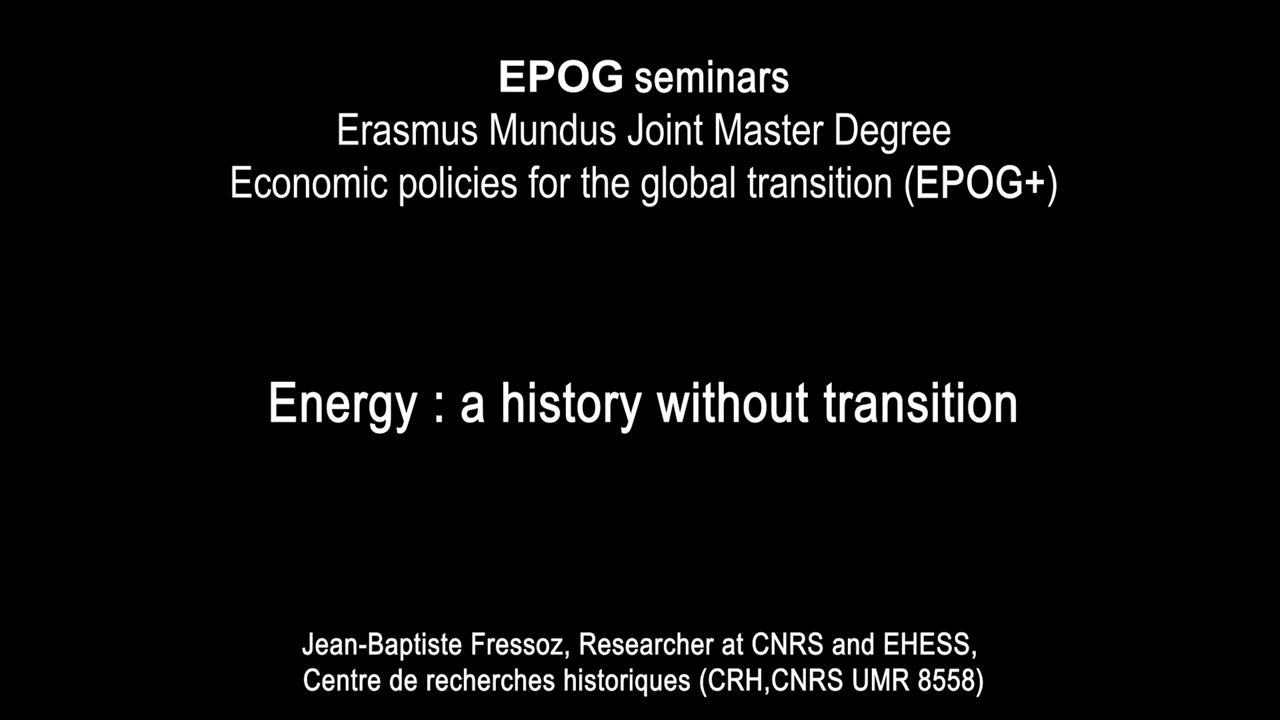 EPOG seminars
Erasmus Mundus Joint Master Degree
Economic policies for the global transition (EPOG+)
Energy : a history without transition
Jean-Baptiste Fressoz, Researcher at CNRS and EHESS,
Centre de recherches historiques (CRH,CNRS UMR 8558)